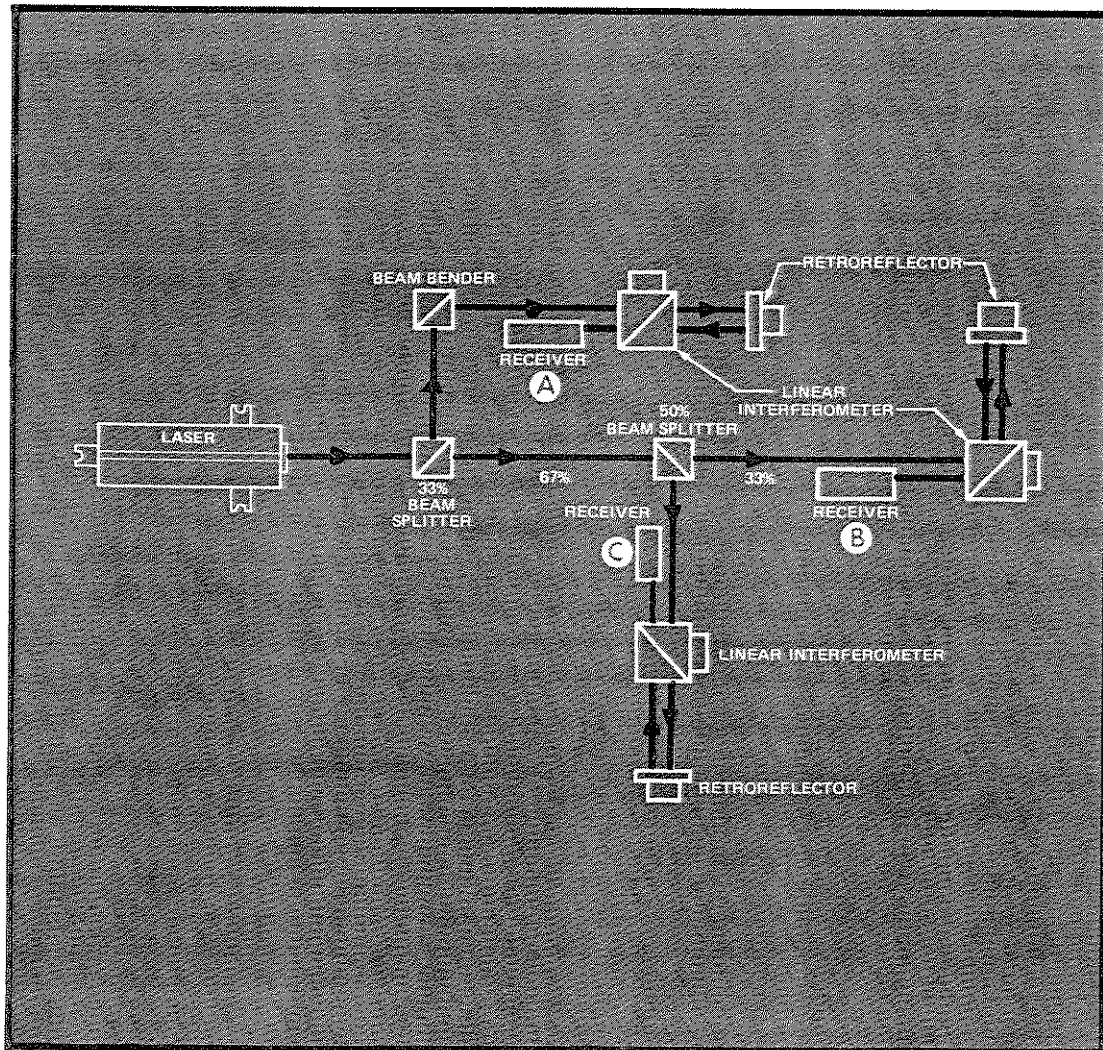 RETROREFLECTOR
BEAM BENDER
RECEIVER
A
LINEAR
INTERFEROMETER
50%
BEAM SPLITTER
LASER
67%
33%
33%
BEAM
SPLITTER
RECEIVER
C
RECEIVER
B
LINEAR INTERFEROMETER
RETROREFLECTOR